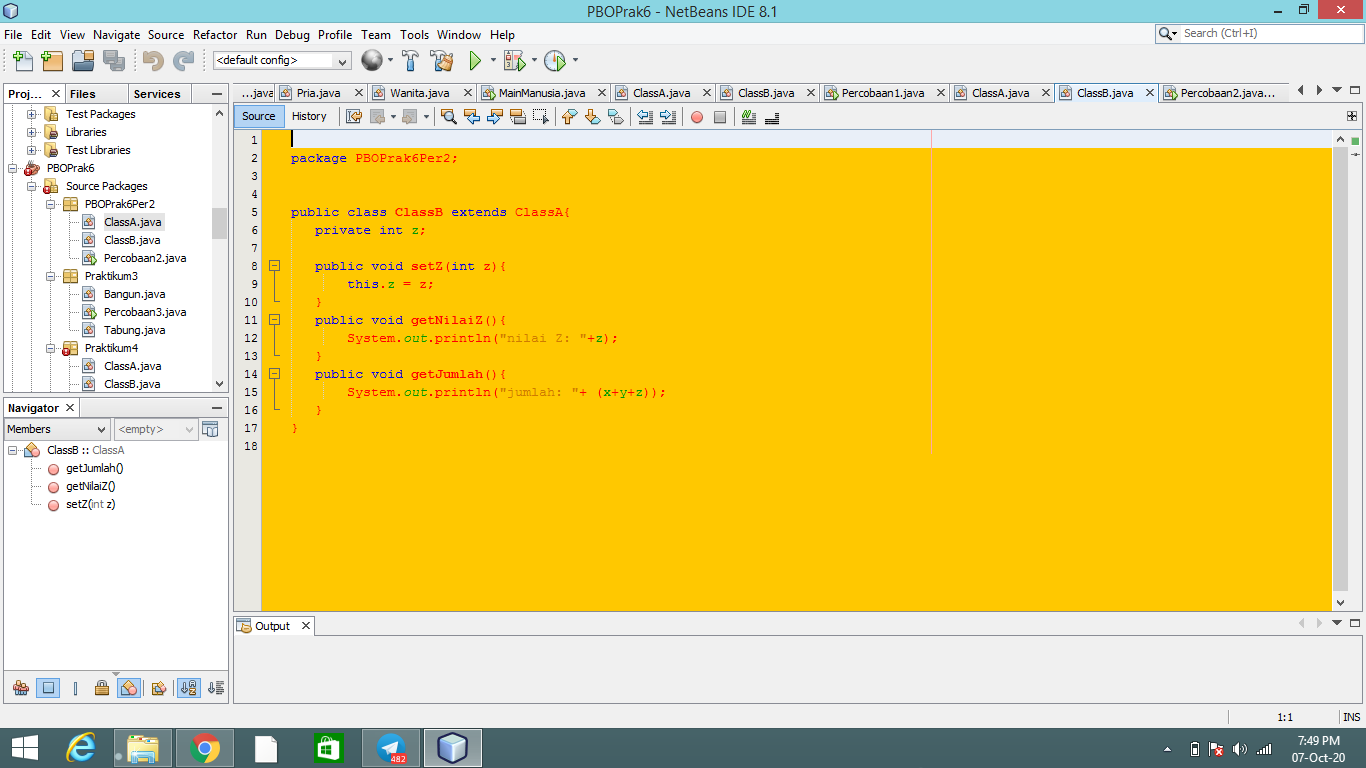 PBOPrak6 - NetBeans IDE 8.1
File Edit View Navigate Source Refactor Run Debug Profile Team Tools Window Help
Search (Ctrl+I)
<default config>
Proj... Files Services
Test Packages
Libraries
Test Libraries
PBOPrak6
Source Packages
PBOPrak6Per2
ClassA.java
ClassB.java
Percobaan2.java
Praktikum3
Bangun.java
Percobaan3.java
Tabung.java
Praktikum4
ClassA.java
ClassB.java
Navigator
Members <empty>
ClassB :: ClassA
getJumlah()
getNilaiZ()
setZ(int z)
...java Pria.java Wanita.java MainManusia.java ClassA.java ClassB.java Percobaan1.java ClassA.java ClassB.java Percobaan2.java...
Source History
1
2 package PBOPrak6Per2;
3
4
5 public class ClassB extends ClassA{
6 private int z;
7
8 public void setZ(int z){
9 this.z = z;
10 }
11 public void getNilaiZ(){
12 System.out.println("nilai Z: "+z);
13 }
14 public void getJumlah(){
15 System.out.println("jumlah: "+ (x+y+z));
16 }
17 }
18
Output
1:1 INS
482
7:49 PM
07-Oct-20